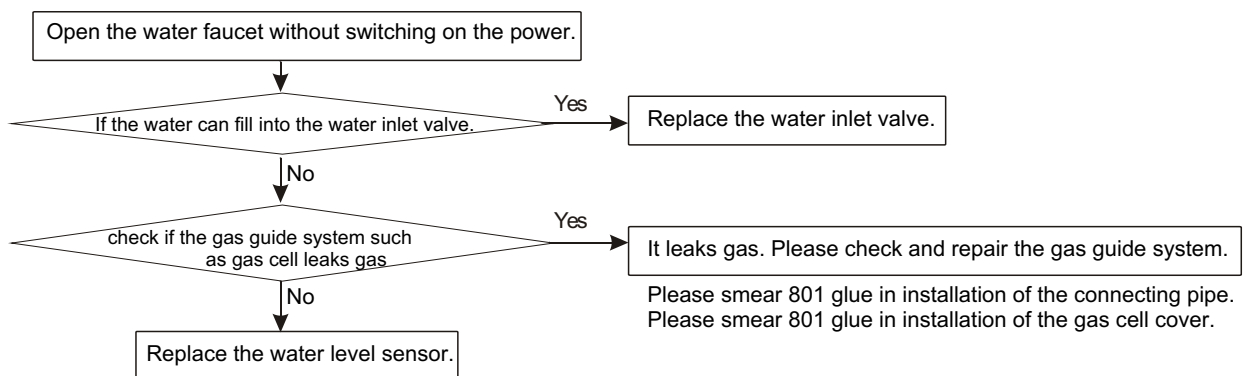 Open the water faucet without switching on the power.
If the water can fill into the water inlet valve.
Yes
Replace the water inlet valve.
No
check if the gas guide system such
as gas cell leaks gas
Yes
It leaks gas. Please check and repair the gas guide system.
Please smear 801 glue in installation of the connecting pipe.
Please smear 801 glue in installation of the gas cell cover.
No
Replace the water level sensor.